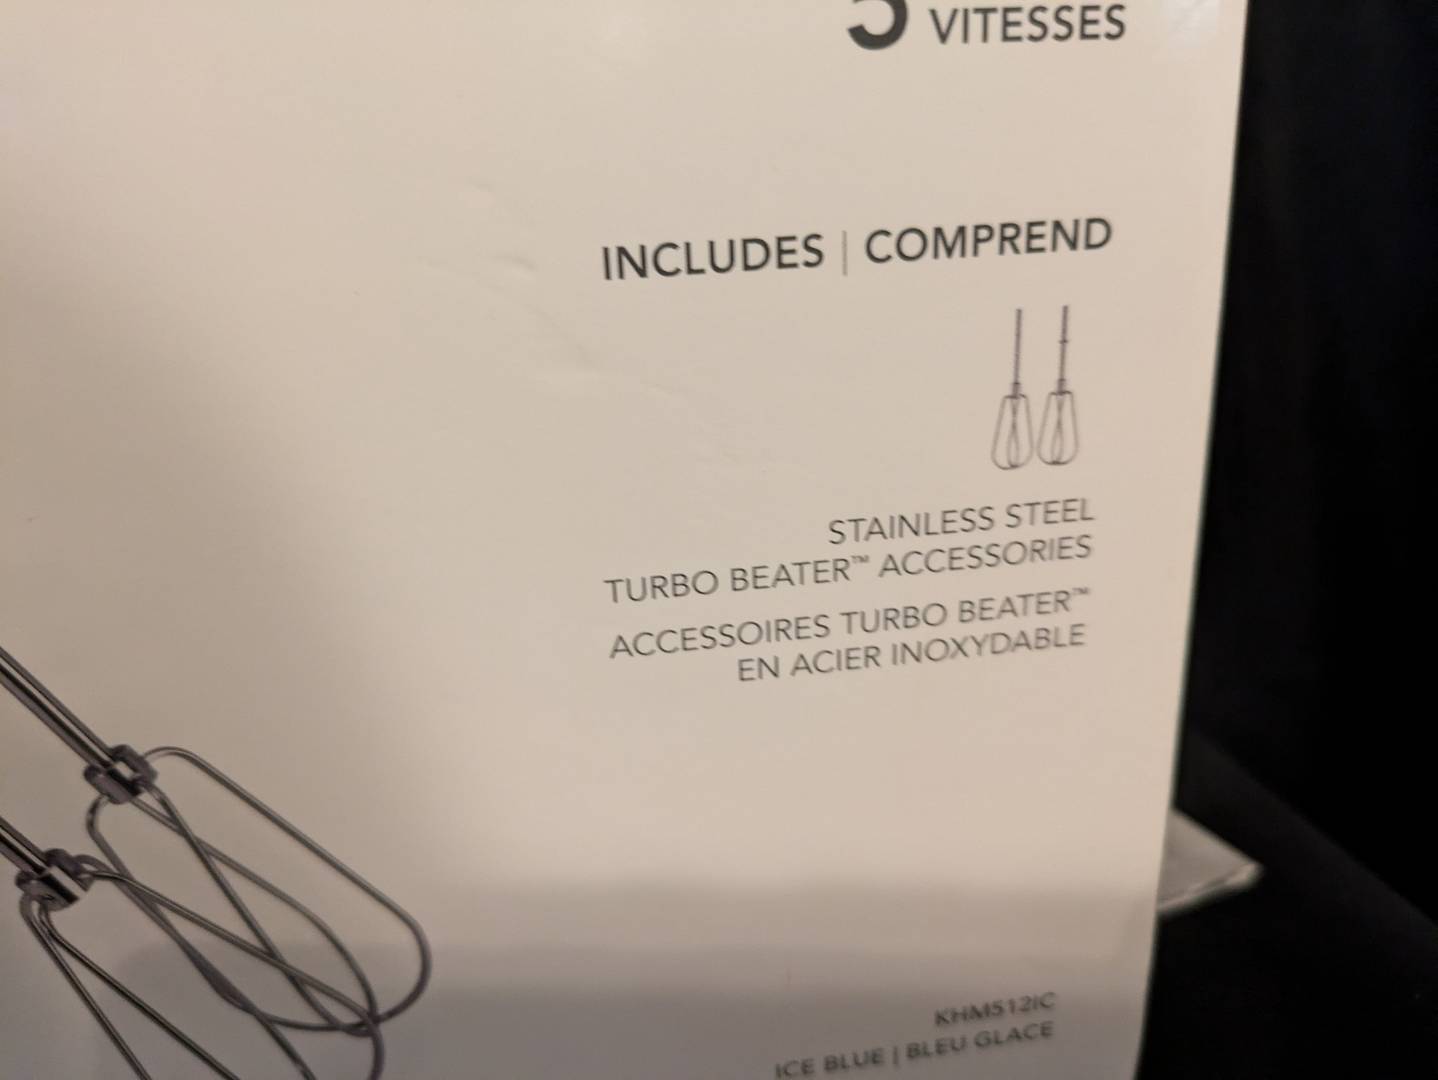 5 VITESSES
INCLUDES | COMPREND
STAINLESS STEEL
TURBO BEATER™ ACCESSORIES
ACCESSOIRES TURBO BEATER™
EN ACIER INOXYDABLE
KHM512IC
ICE BLUE | BLEU GLACE